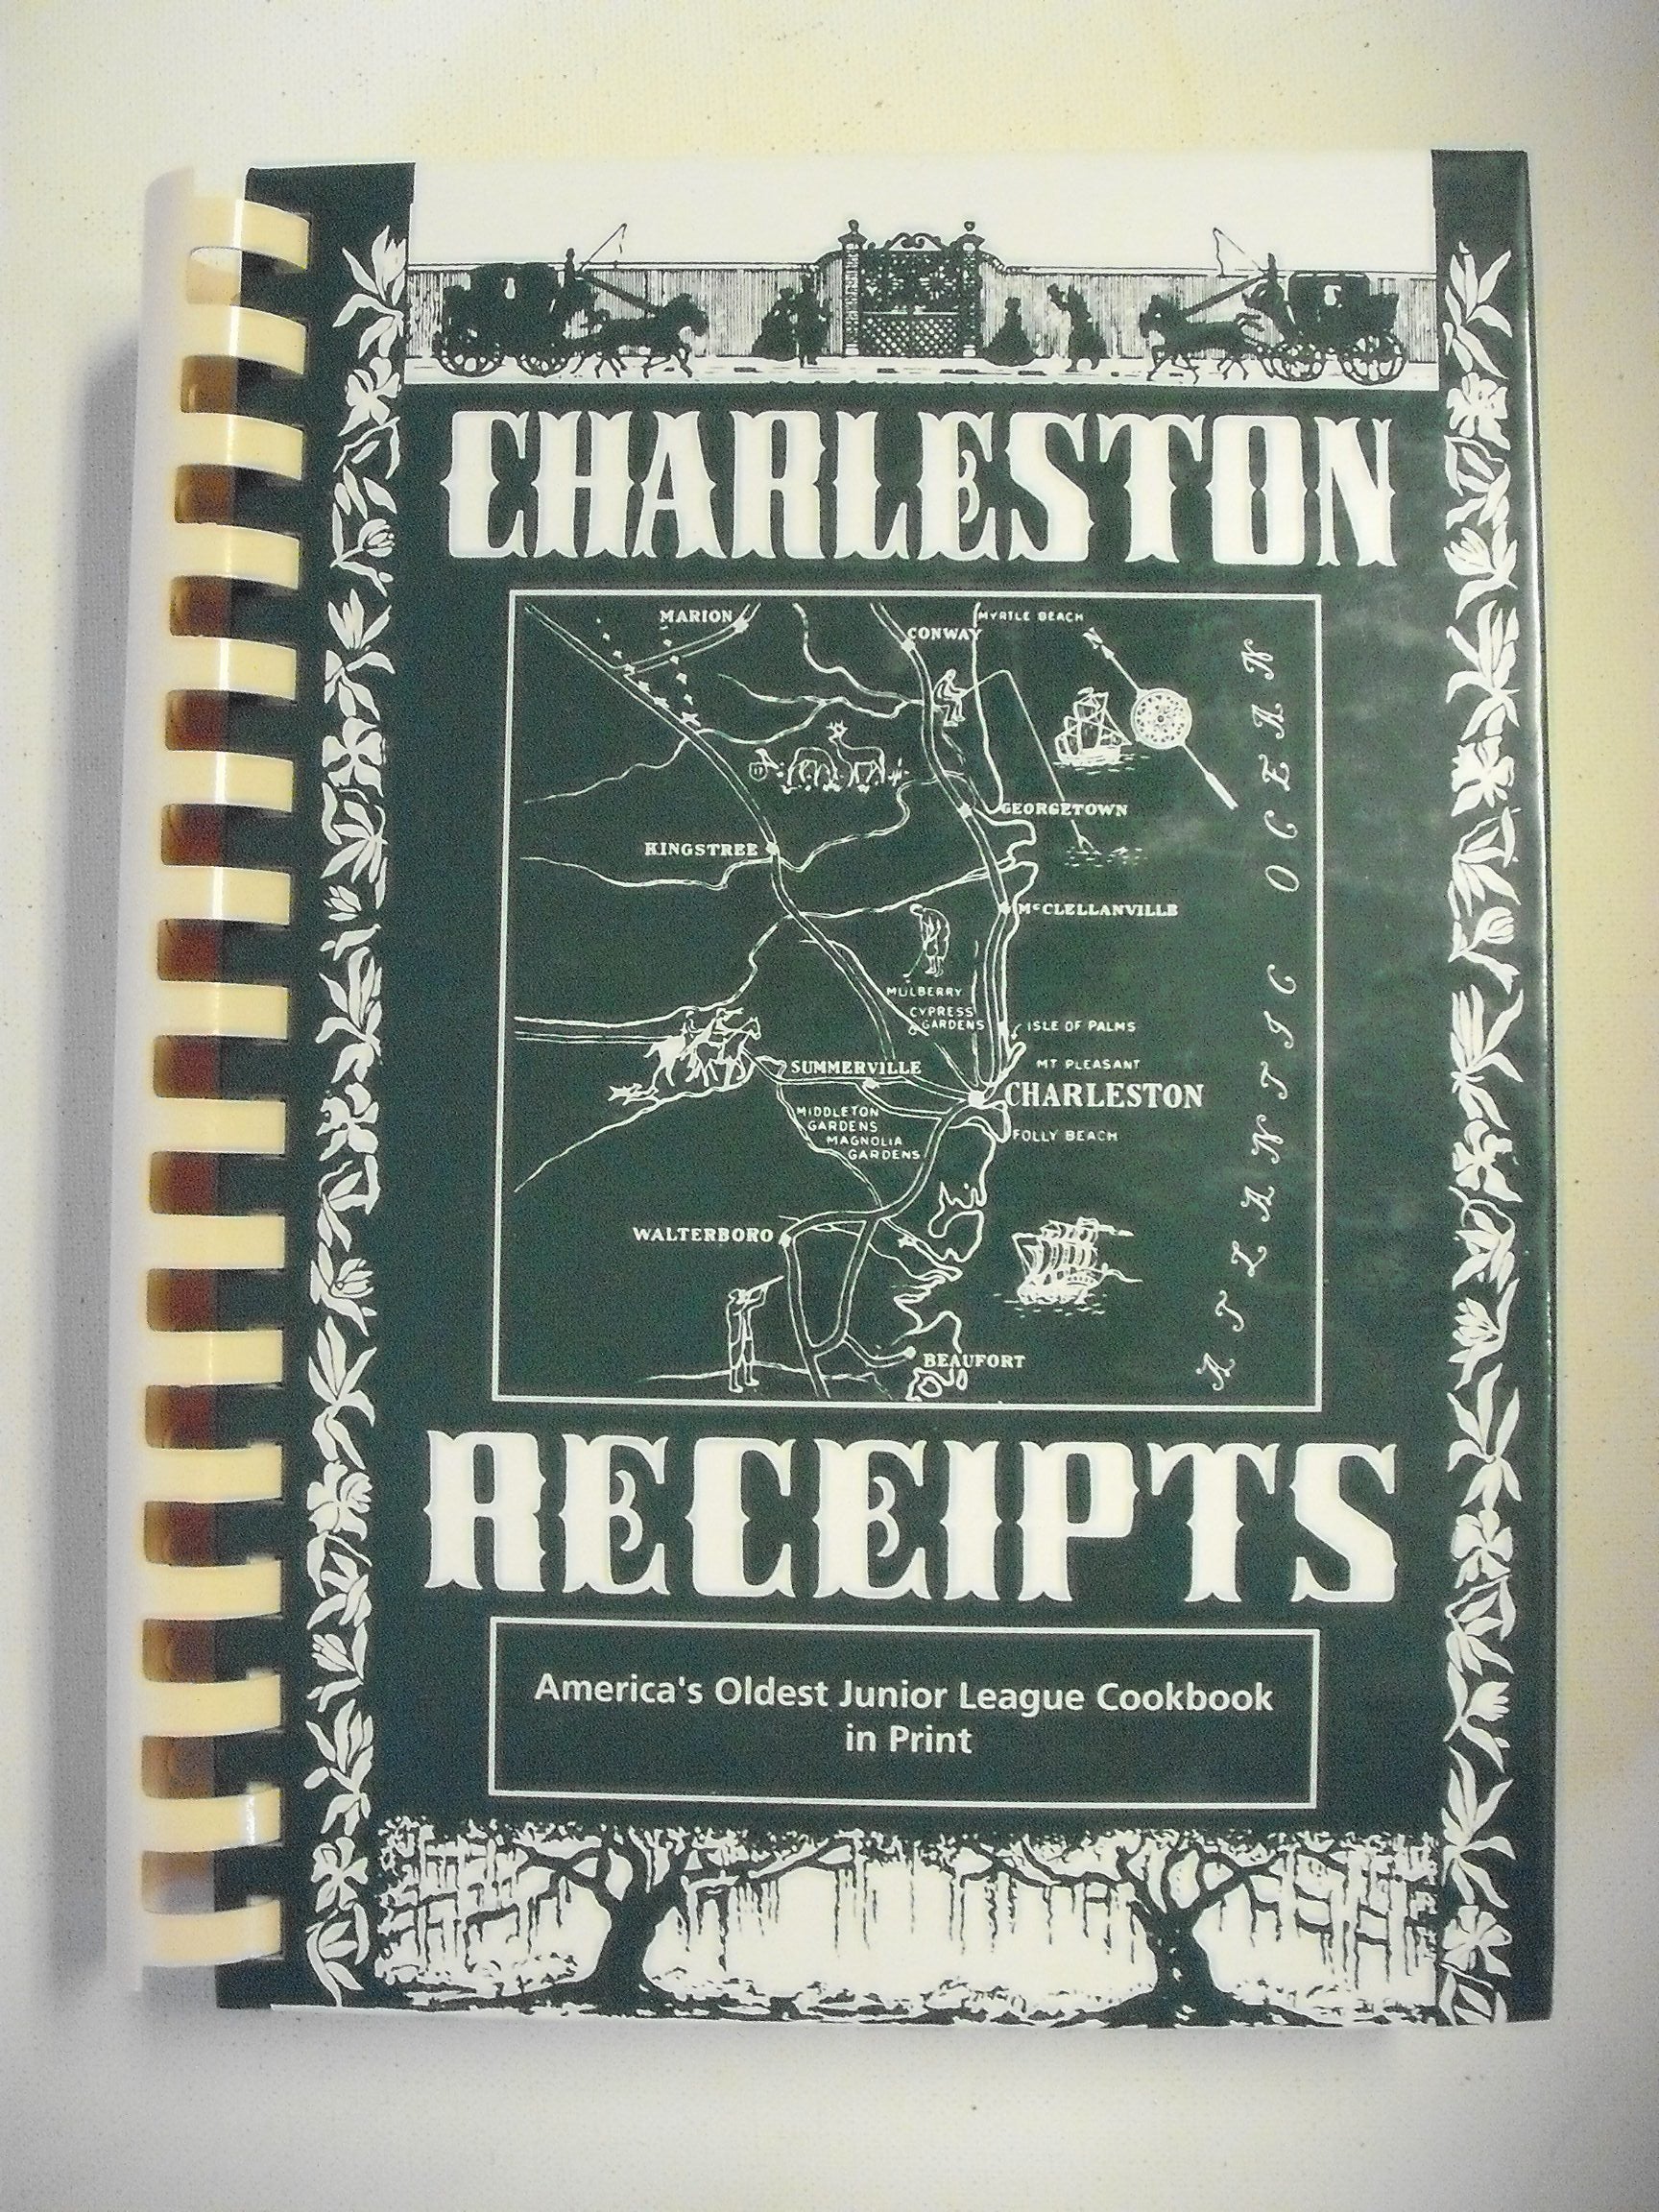 CHARLESTON
MARION
MYRTLE BEACH
CONWAY
N
GEORGETOWN
KINGSTREE
McCLELLANVILLE
MULBERRY
CYPRESS
GARDENS
ISLE OF PALMS
MT PLEASANT
SUMMERVILLE
CHARLESTON
MIDDLETON
GARDENS
MAGNOLIA
GARDENS
FOLLY BEACH
WALTERBORO
BEAUFORT
ATLANTIC OCEAN
RECEIPTS
America's Oldest Junior League Cookbook
in Print